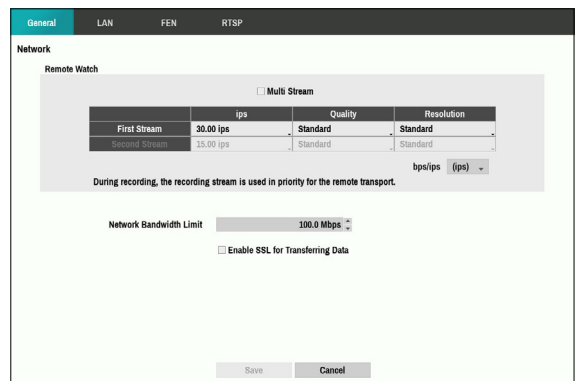 General LAN FEN RTSP
Network
Remote Watch
Multi Stream
ips Quality Resolution
First Stream 30.00 ips Standard Standard
Second Stream 15.00 ips Standard Standard
bps/ips (ips)
During recording, the recording stream is used in priority for the remote transport.
Network Bandwidth Limit 100.0 Mbps
Enable SSL for Transferring Data
Save Cancel